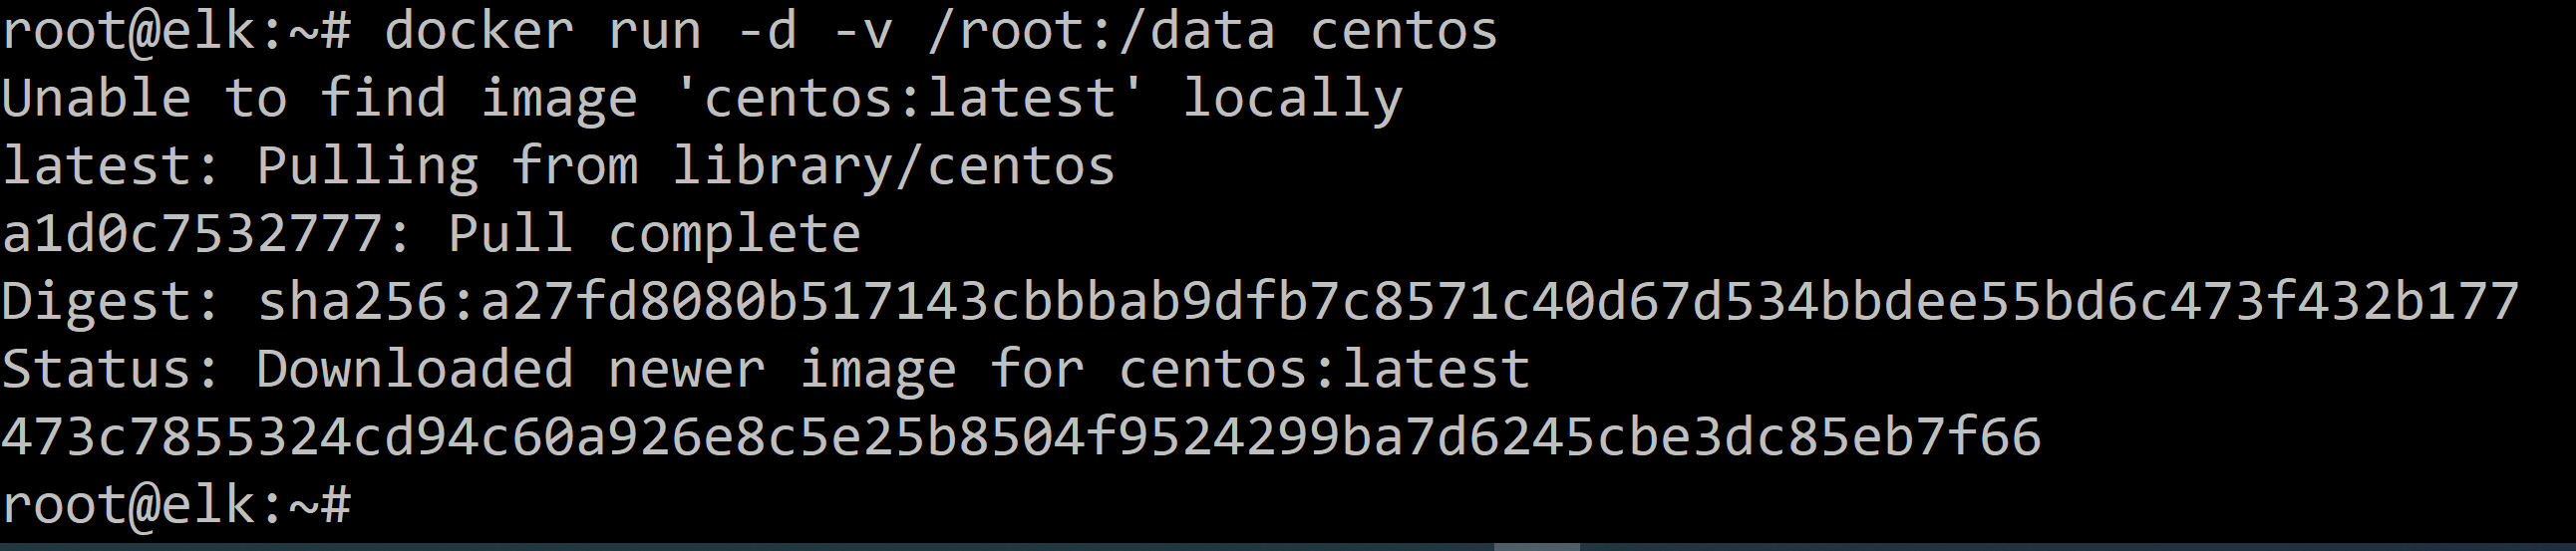 root@elk:~# docker run -d -v /root:/data centos
Unable to find image 'centos:latest' locally
latest: Pulling from library/centos
a1d0c7532777: Pull complete
Digest: sha256:a27fd8080b517143cbbbab9dfb7c8571c40d67d534bbdee55bd6c473f432b177
Status: Downloaded newer image for centos:latest
473c7855324cd94c60a926e8c5e25b8504f9524299ba7d6245cbe3dc85eb7f66
root@elk:~#